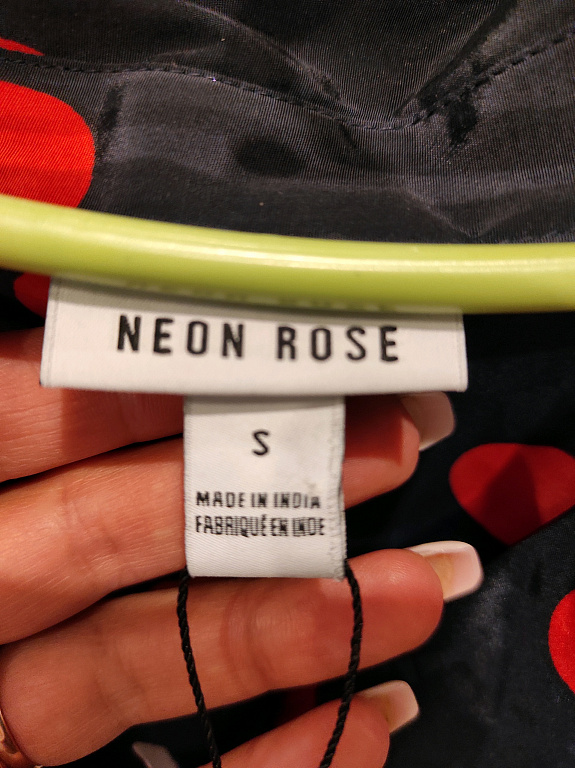 NEON ROSE
S
MADE IN INDIA
FABRIQUÉ EN INDE